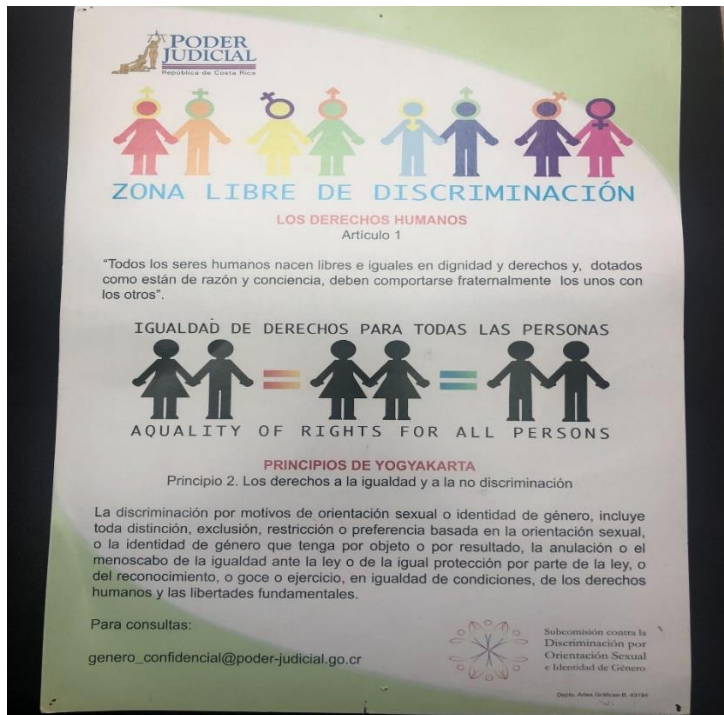 PODER
JUDICIAL
República de Costa Rica
ZONA LIBRE DE DISCRIMINACIÓN
LOS DERECHOS HUMANOS
Artículo 1
"Todos los seres humanos nacen libres e iguales en dignidad y derechos y, dotados
como están de razón y conciencia, deben comportarse fraternalmente los unos con
los otros".
IGUALDAD DE DERECHOS PARA TODAS LAS PERSONAS
AQUALITY OF RIGHTS FOR ALL PERSONS
PRINCIPIOS DE YOGYAKARTA
Principio 2. Los derechos a la igualdad y a la no discriminación
La discriminación por motivos de orientación sexual o identidad de género, incluye
toda distinción, exclusión, restricción o preferencia basada en la orientación sexual,
o la identidad de género que tenga por objeto o por resultado, la anulación o el
menoscabo de la igualdad ante la ley o de la igual protección por parte de la ley, o
del reconocimiento, o goce o ejercicio, en igualdad de condiciones, de los derechos
humanos y las libertades fundamentales.
Para consultas:
genero_confidencial@poder-judicial.go.cr
Subcomisión contra la
Discriminación por
Orientación Sexual
e Identidad de Género
Depto. Artes Gráficas B. 43194